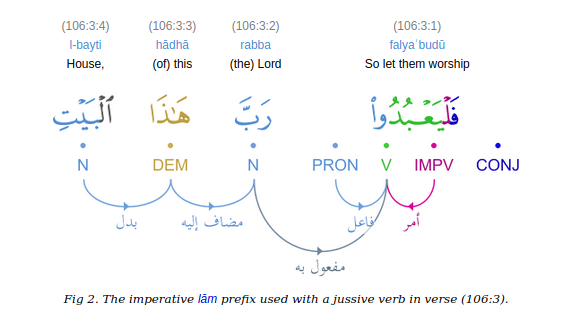 (106:3:4) (106:3:3) (106:3:2) (106:3:1)
l-bayti hādhā rabba falyaʿbudū
House, (of) this (the) Lord So let them worship
فَلْيَعْبُدُوا۟ رَبَّ هَٰذَا ٱلْبَيْتِ
N DEM N PRON V IMPV CONJ
بدل مضاف إليه فاعل أمر
مفعول به
Fig 2. The imperative lām prefix used with a jussive verb in verse (106:3).